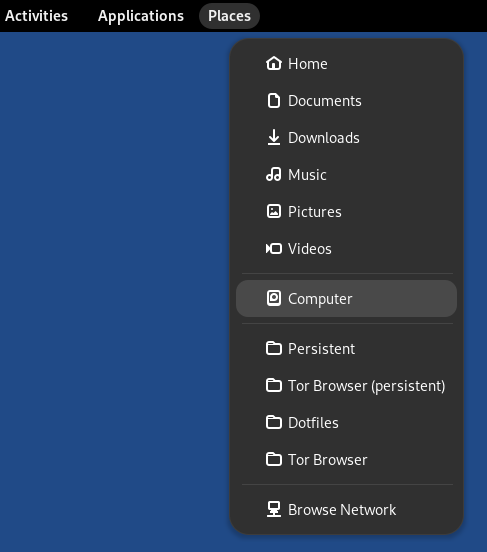 Activities Applications Places
Home
Documents
Downloads
Music
Pictures
Videos
Computer
Persistent
Tor Browser (persistent)
Dotfiles
Tor Browser
Browse Network